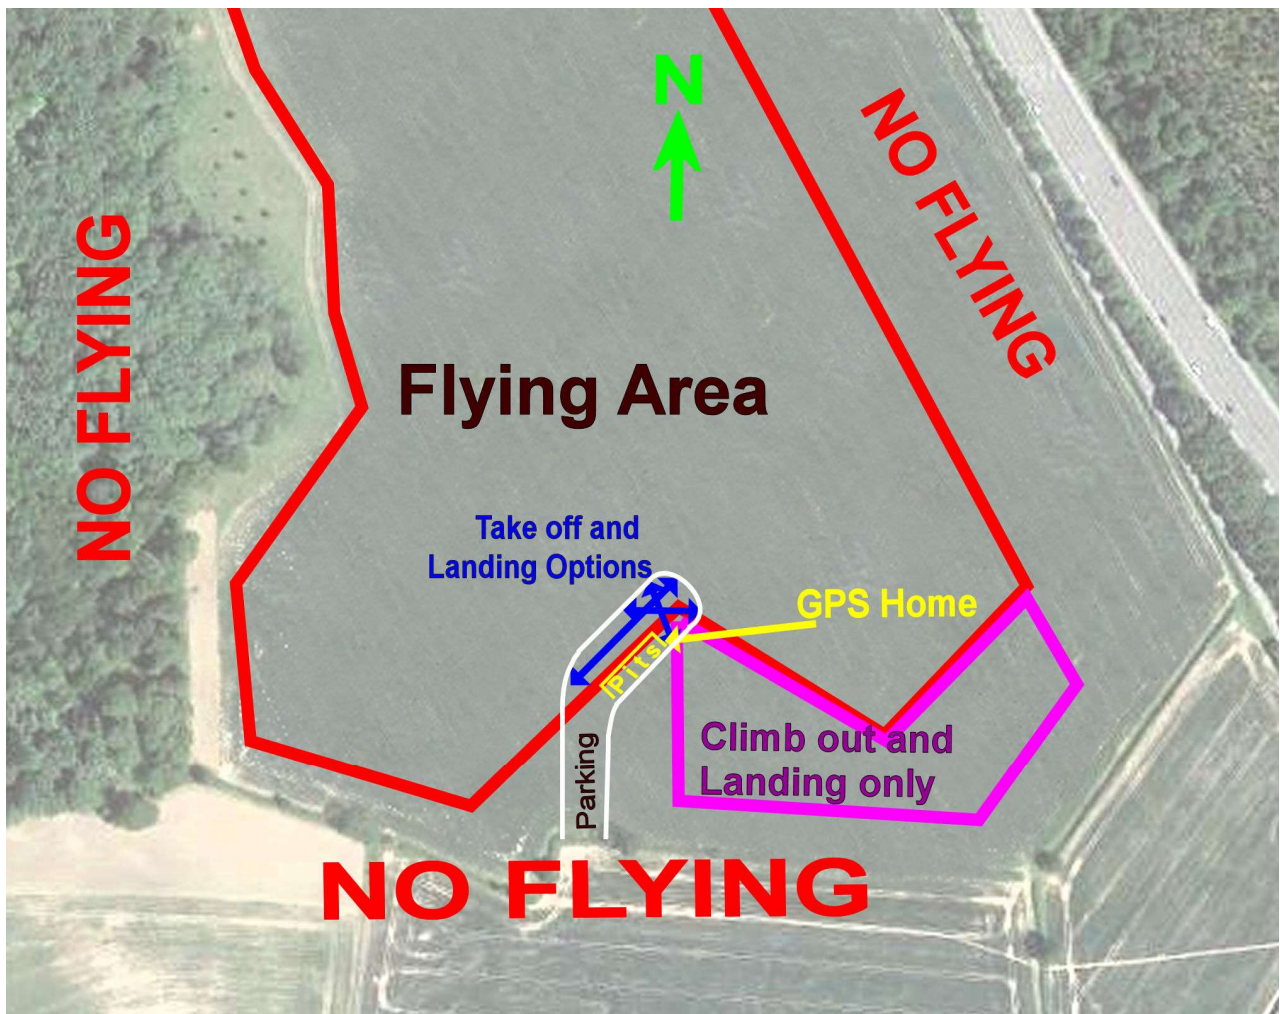 N
NO FLYING
NO FLYING
Flying Area
Take off and
Landing Options
GPS Home
Pits
Climb out and
Landing only
Parking
NO FLYING